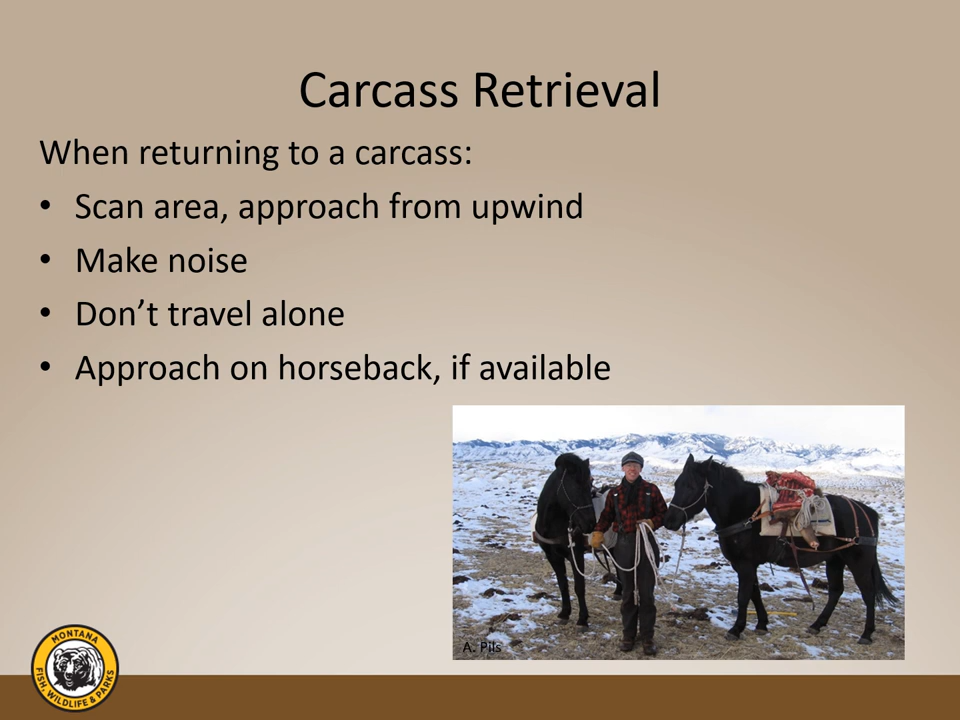 Carcass Retrieval
When returning to a carcass:
• Scan area, approach from upwind
• Make noise
• Don’t travel alone
• Approach on horseback, if available
A. Pils
MONTANA
FISH, WILDLIFE & PARKS